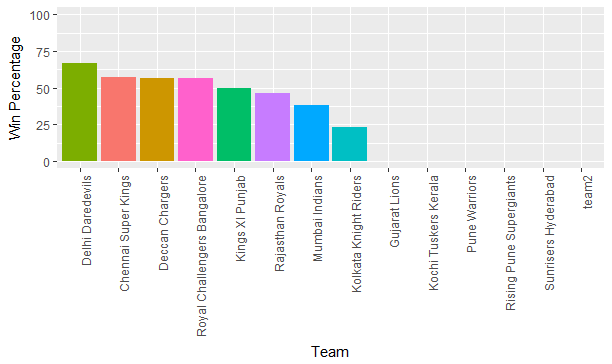 100
75
50
25
0
Win Percentage
Delhi Daredevils
Chennai Super Kings
Deccan Chargers
Royal Challengers Bangalore
Kings XI Punjab
Rajasthan Royals
Mumbai Indians
Kolkata Knight Riders
Gujarat Lions
Kochi Tuskers Kerala
Pune Warriors
Rising Pune Supergiants
Sunrisers Hyderabad
team2
Team